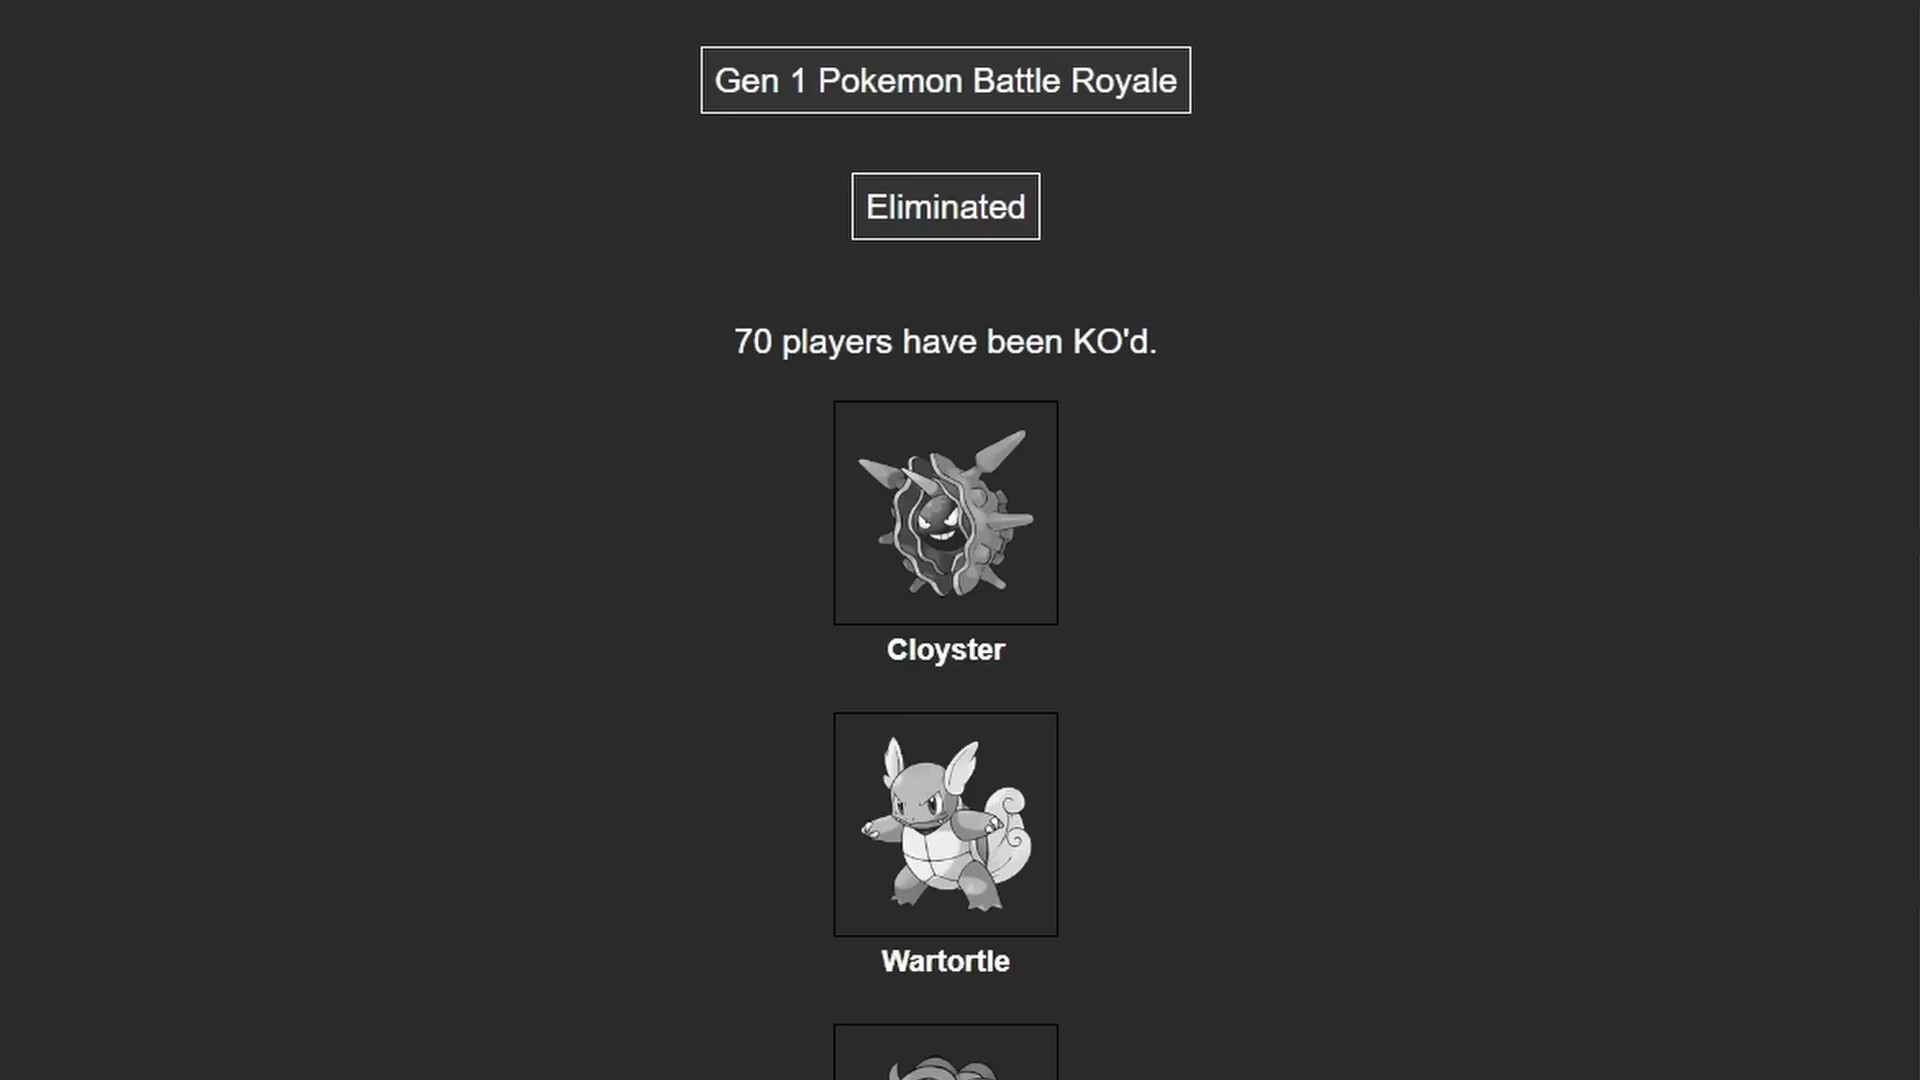 Gen 1 Pokemon Battle Royale
Eliminated
70 players have been KO'd.
Cloyster
Wartortle